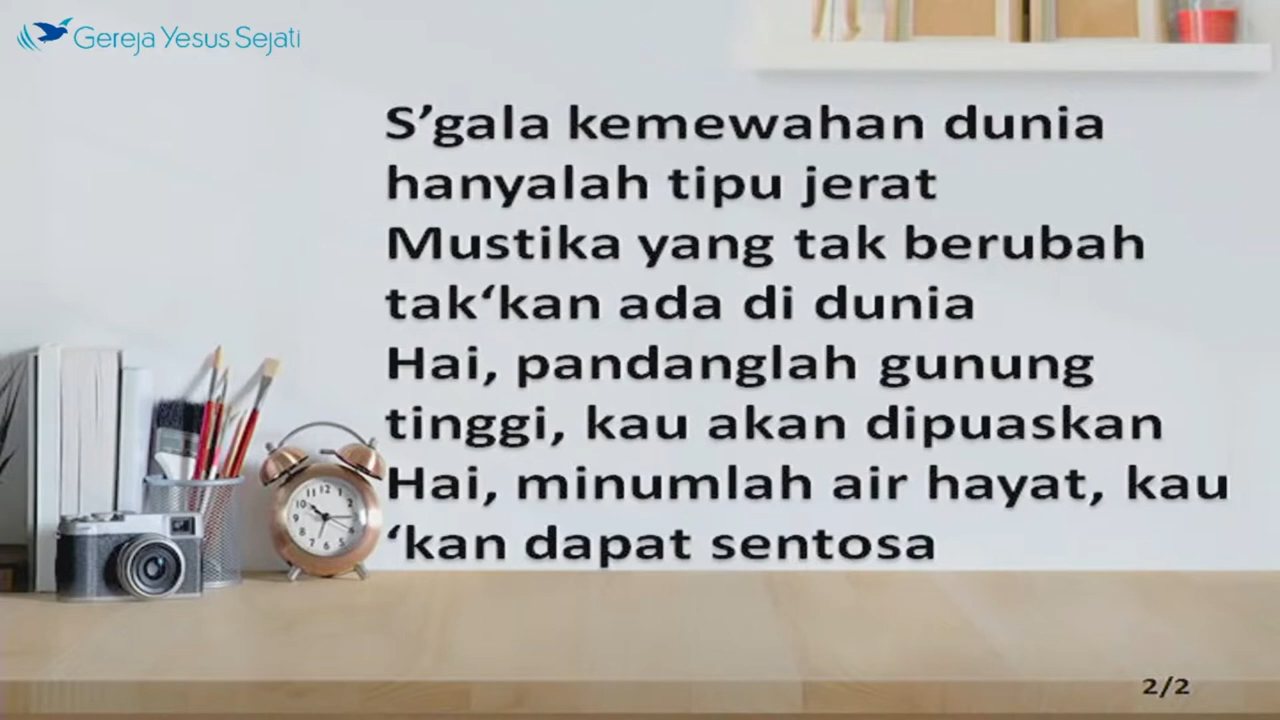 Gereja Yesus Sejati
S’gala kemewahan dunia
hanyalah tipu jerat
Mustika yang tak berubah
tak‘kan ada di dunia
Hai, pandanglah gunung
tinggi, kau akan dipuaskan
Hai, minumlah air hayat, kau
‘kan dapat sentosa
2/2